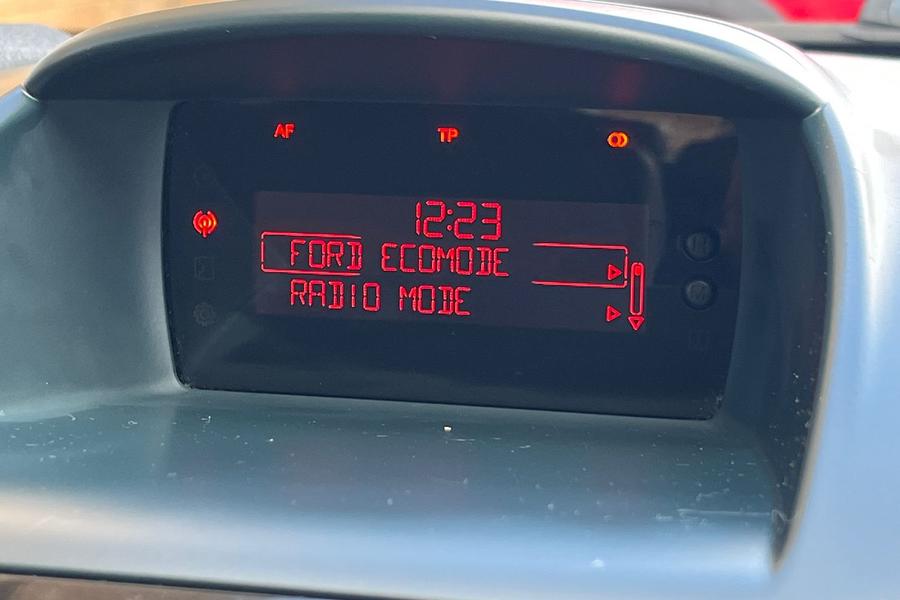 AF TP
12:23
FORD ECOMODE
RADIO MODE